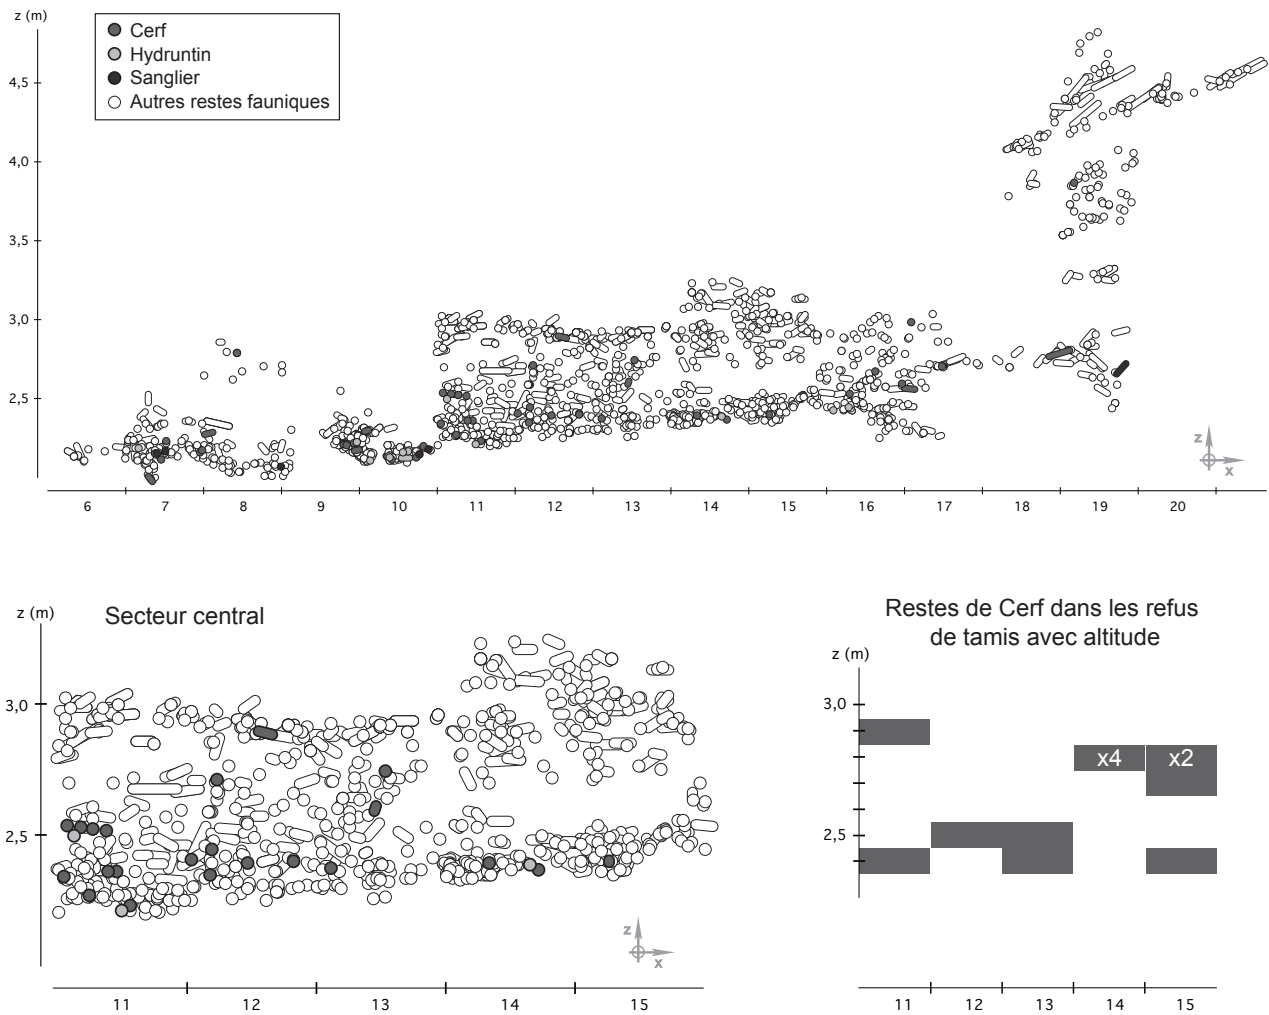 z (m)
Cerf
Hydruntin
Sanglier
Autres restes fauniques
4,5
4,0
3,5
3,0
2,5
z
x
6 7 8 9 10 11 12 13 14 15 16 17 18 19 20
z (m)
Secteur central
3,0
2,5
z
x
11 12 13 14 15
Restes de Cerf dans les refus
de tamis avec altitude
z (m)
3,0
x4 x2
2,5
11 12 13 14 15